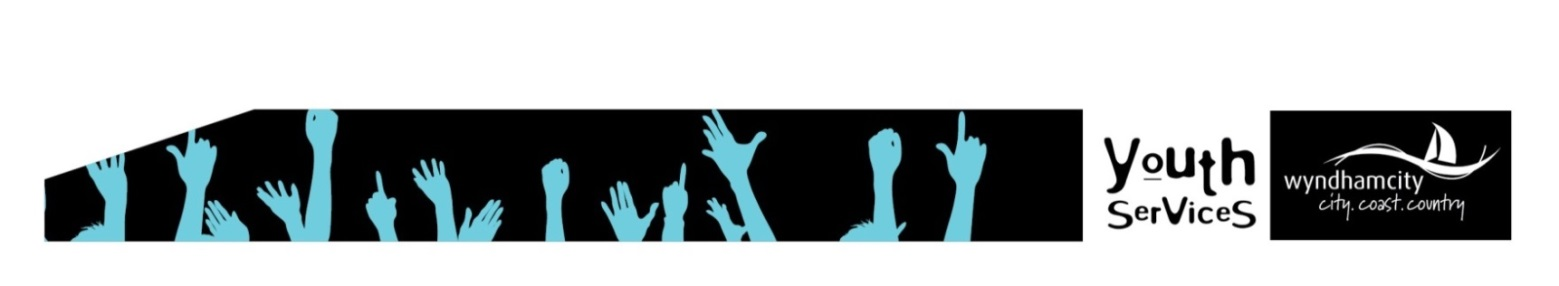 Youth
SerViceS
wyndhamcity
city. coast. country